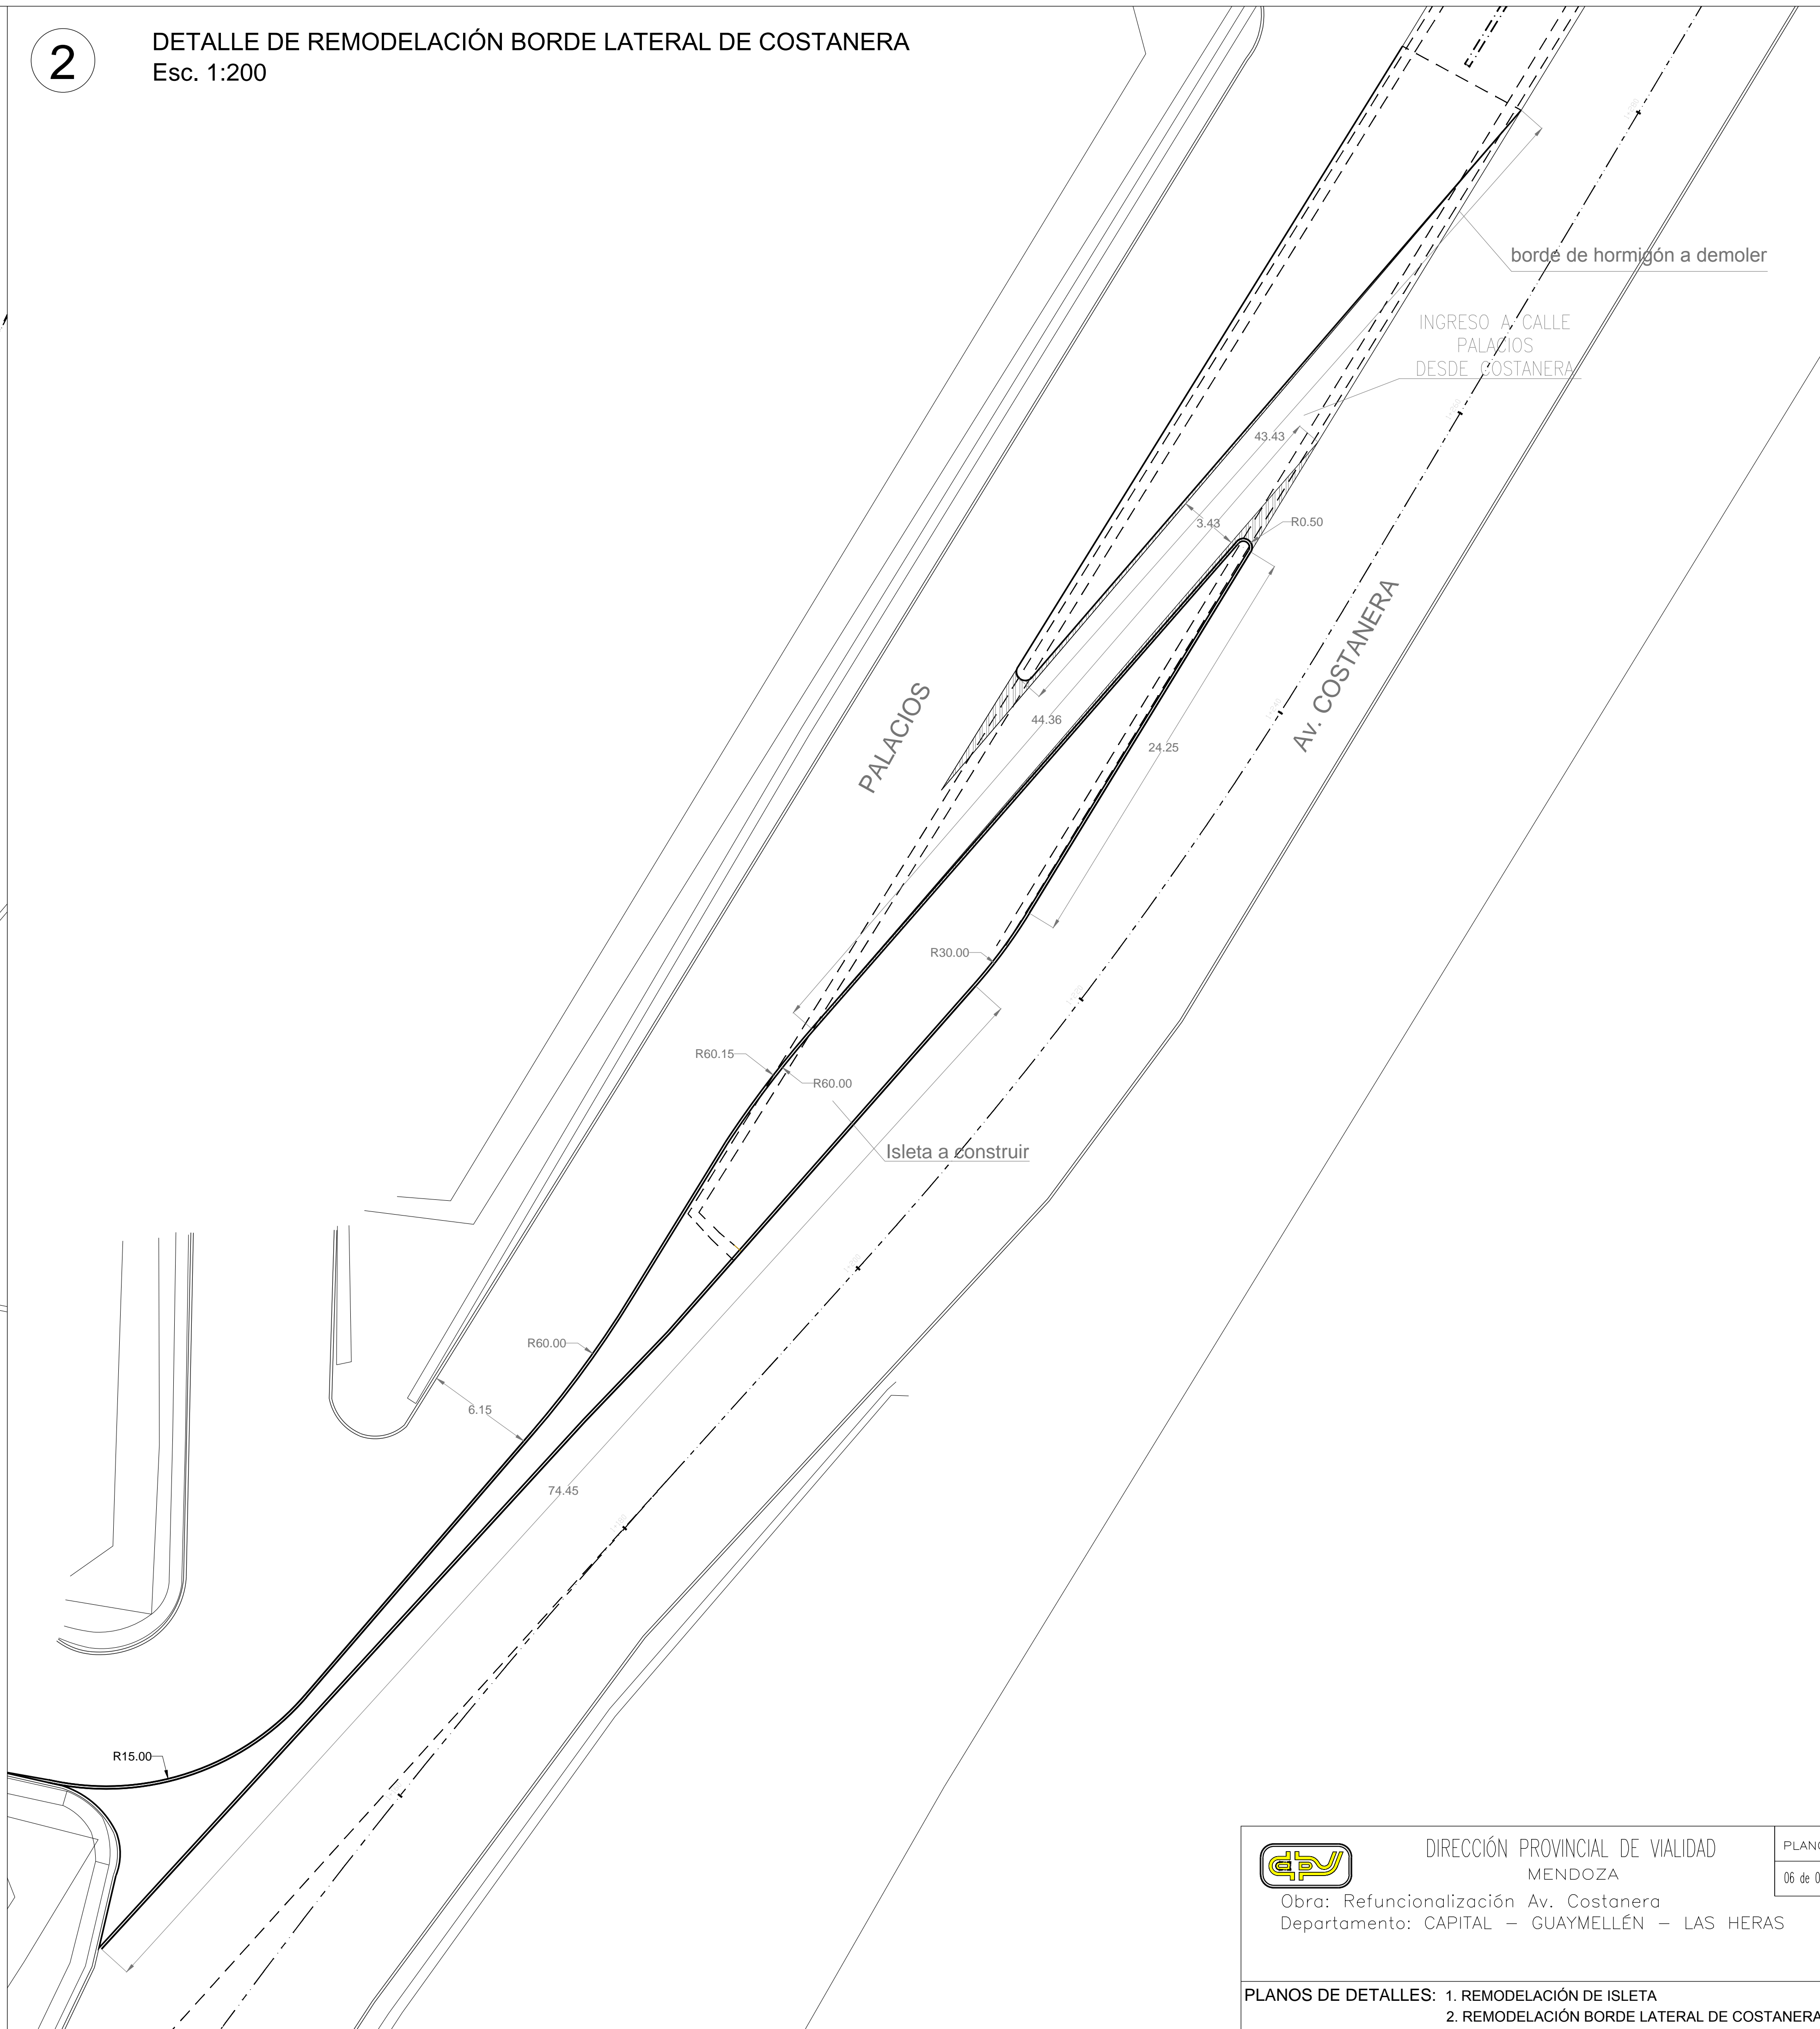 2
DETALLE DE REMODELACIÓN BORDE LATERAL DE COSTANERA
Esc. 1:200
borde de hormigón a demoler
INGRESO A CALLE
PALACIOS
DESDE COSTANERA
43.43
3.43
R0.50
PALACIOS
44.36
24.25
Av. COSTANERA
R30.00
R60.15
R60.00
Isleta a construir
R60.00
6.15
74.45
R15.00
DIRECCIÓN PROVINCIAL DE VIALIDAD
MENDOZA
Obra: Refuncionalización Av. Costanera
Departamento: CAPITAL – GUAYMELLÉN – LAS HERAS
06 de
PLANOS DE DETALLES: 1. REMODELACIÓN DE ISLETA
2. REMODELACIÓN BORDE LATERAL DE COSTANERA